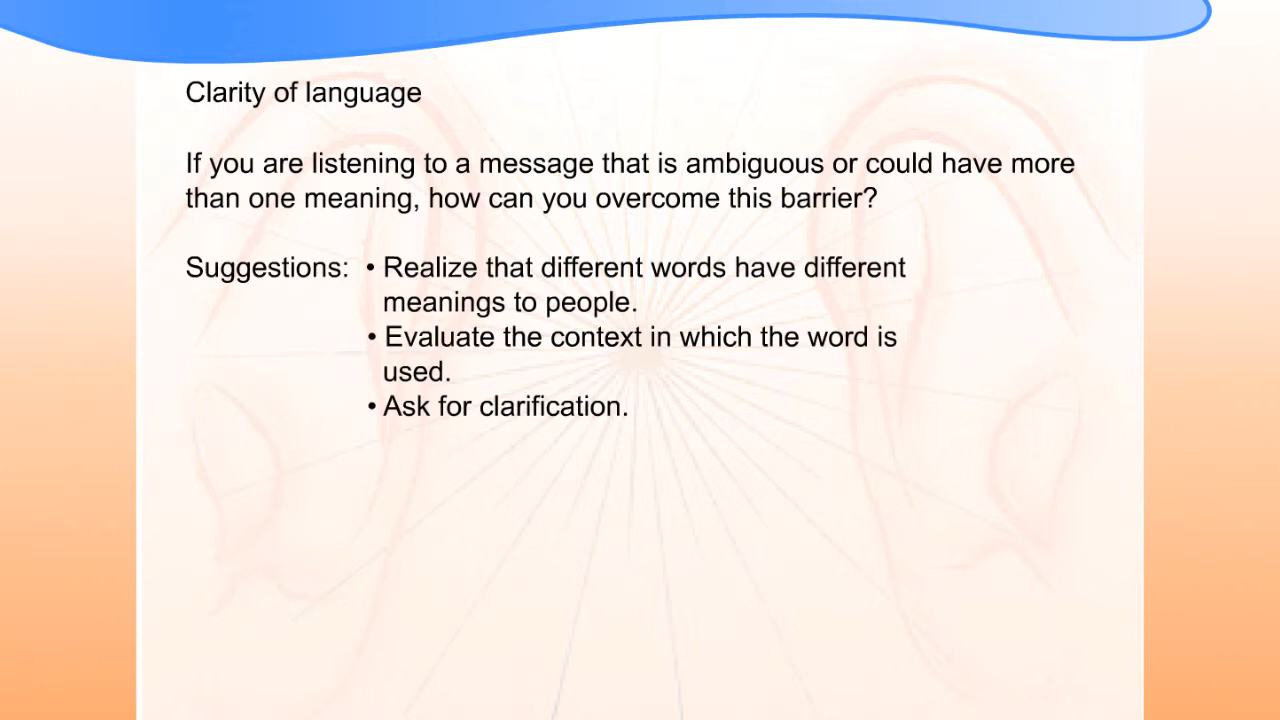 Clarity of language
If you are listening to a message that is ambiguous or could have more
than one meaning, how can you overcome this barrier?
Suggestions: • Realize that different words have different
meanings to people.
• Evaluate the context in which the word is
used.
• Ask for clarification.